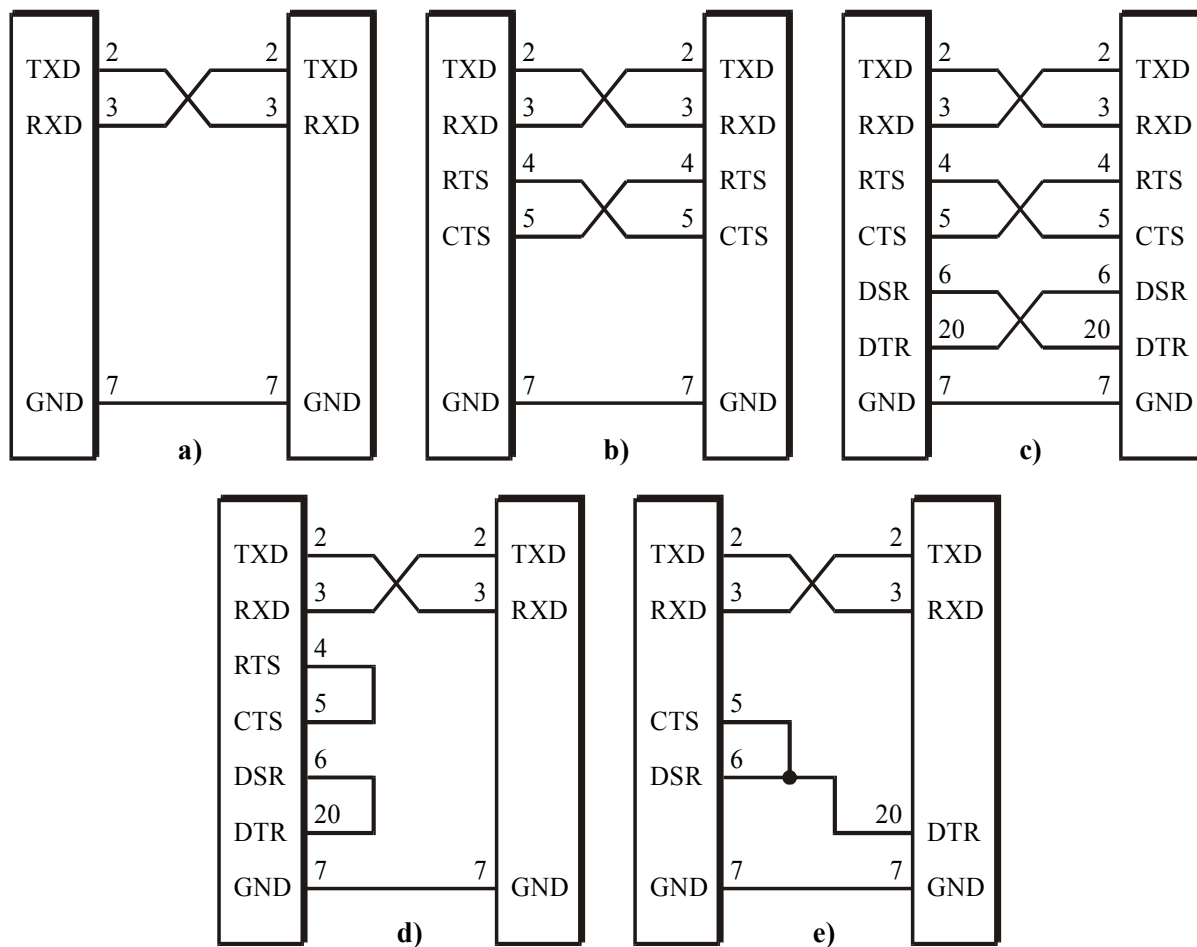 2 2 2 2 2 2
TXD TXD TXD TXD TXD TXD
3 3 3 3 3 3
RXD RXD RXD RXD RXD RXD
4 4 4 4
RTS RTS RTS RTS
5 5 5 5
CTS CTS CTS CTS
6 6
DSR DSR
20 20
DTR DTR
7 7 7 7 7 7
GND GND GND GND GND GND
a) b) c)
2 2 2 2
TXD TXD TXD TXD
3 3 3 3
RXD RXD RXD RXD
4
RTS
5 5
CTS CTS
6 6
DSR DSR
20 20
DTR DTR
7 7 7 7
GND GND GND GND
d) e)